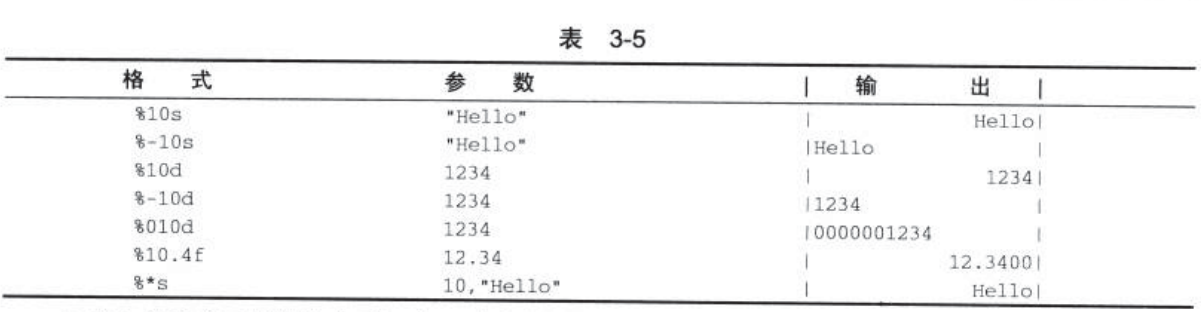 表 3-5
格 式 参 数 | 输 出 |
%10s "Hello" | Hello|
%-10s "Hello" |Hello |
%10d 1234 | 1234|
%-10d 1234 |1234 |
%010d 1234 |0000001234 |
%10.4f 12.34 | 12.3400|
%*s 10,"Hello" | Hello|